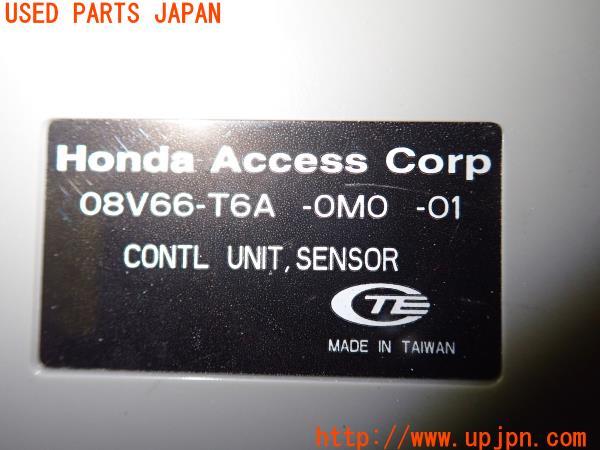 USED PARTS JAPAN
Honda Access Corp
08V66-T6A -0M0 -01
CONTL UNIT, SENSOR
CTE
MADE IN TAIWAN
http://www.upjpn.com/